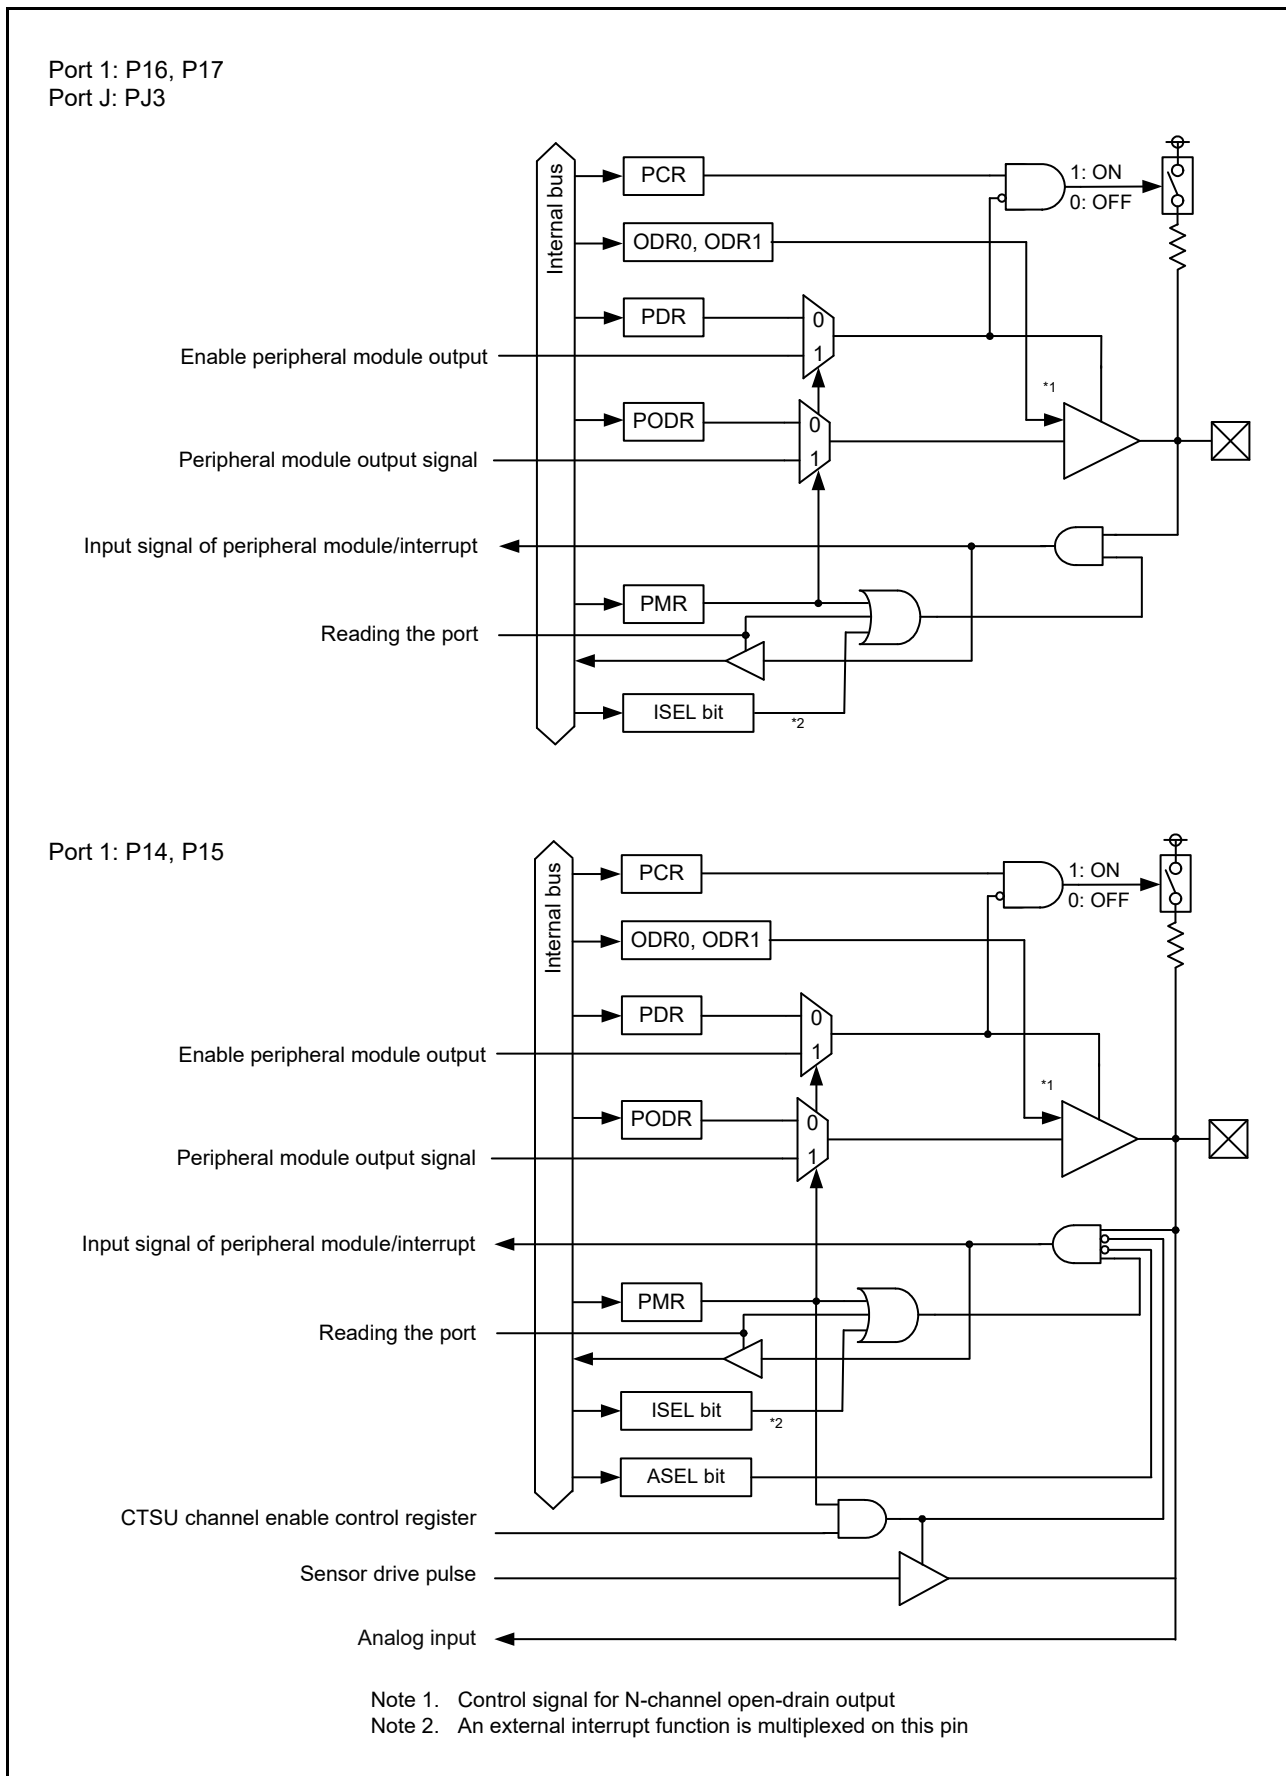 Port 1: P16, P17
Port J: PJ3
Internal bus
PCR
1: ON
0: OFF
ODR0, ODR1
PDR
0
Enable peripheral module output
1
*1
PODR
0
Peripheral module output signal
1
Input signal of peripheral module/interrupt
PMR
Reading the port
ISEL bit
*2
Port 1: P14, P15
Internal bus
PCR
1: ON
0: OFF
ODR0, ODR1
PDR
0
Enable peripheral module output
1
*1
PODR
0
Peripheral module output signal
1
Input signal of peripheral module/interrupt
PMR
Reading the port
ISEL bit
*2
ASEL bit
CTSU channel enable control register
Sensor drive pulse
Analog input
Note 1. Control signal for N-channel open-drain output
Note 2. An external interrupt function is multiplexed on this pin